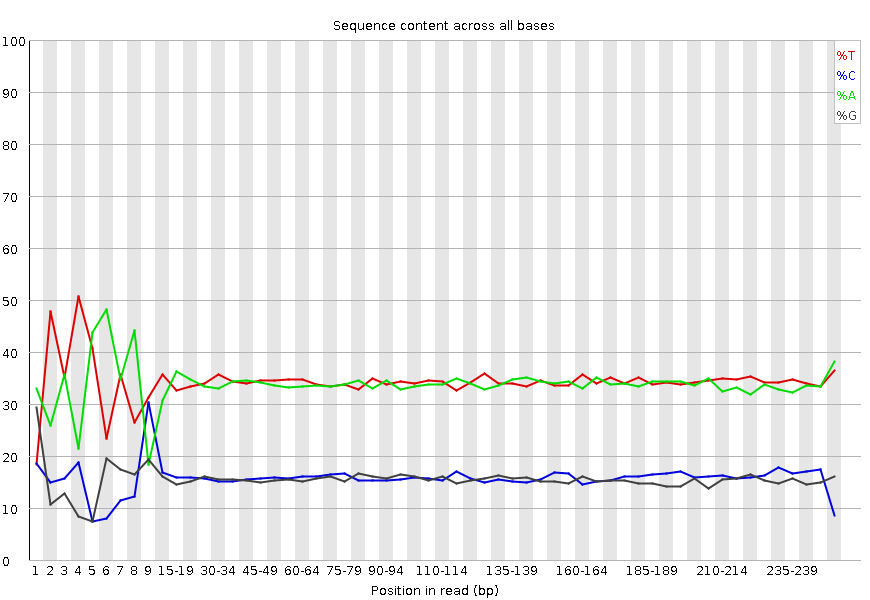 Sequence content across all bases
100
90
80
70
60
50
40
30
20
10
0
%T
%C
%A
%G
1 2 3 4 5 6 7 8 9 15-19 30-34 45-49 60-64 75-79 90-94 110-114 135-139 160-164 185-189 210-214 235-239
Position in read (bp)